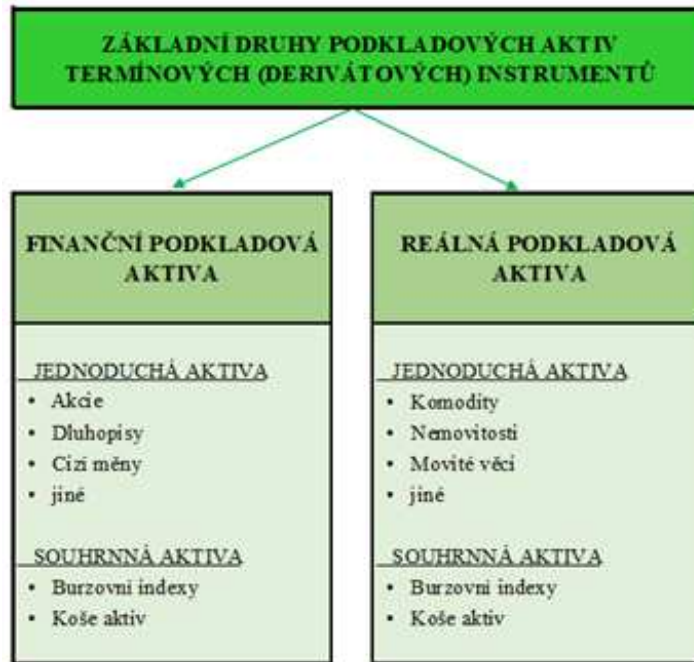 ZÁKLADNÍ DRUHY PODKLADOVÝCH AKTIV
TERMÍNOVÝCH (DERIVÁTOVÝCH) INSTRUMENTŮ
FINANČNÍ PODKLADOVÁ
AKTIVA
JEDNODUCHÁ AKTIVA
• Akcie
• Dluhopisy
• Cizí měny
• jiné
SOUHRNNÁ AKTIVA
• Burzovní indexy
• Koše aktiv
REÁLNÁ PODKLADOVÁ
AKTIVA
JEDNODUCHÁ AKTIVA
• Komodity
• Nemovitosti
• Movité věci
• jiné
SOUHRNNÁ AKTIVA
• Burzovní indexy
• Koše aktiv